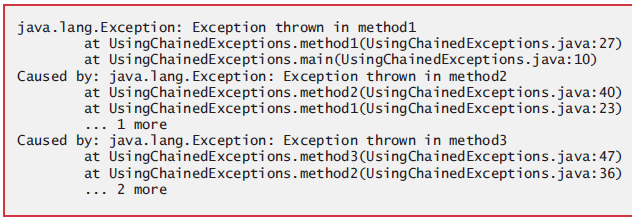 java.lang.Exception: Exception thrown in method1
at UsingChainedExceptions.method1(UsingChainedExceptions.java:27)
at UsingChainedExceptions.main(UsingChainedExceptions.java:10)
Caused by: java.lang.Exception: Exception thrown in method2
at UsingChainedExceptions.method2(UsingChainedExceptions.java:40)
at UsingChainedExceptions.method1(UsingChainedExceptions.java:23)
... 1 more
Caused by: java.lang.Exception: Exception thrown in method3
at UsingChainedExceptions.method3(UsingChainedExceptions.java:47)
at UsingChainedExceptions.method2(UsingChainedExceptions.java:36)
... 2 more